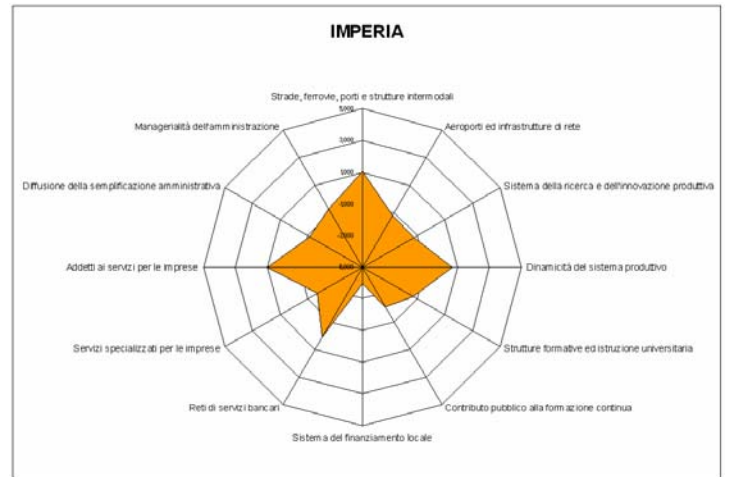 IMPERIA
Strade, ferrovie, porti e strutture intermodali
Managerialità dell'amministrazione
Aeroporti ed infrastrutture di rete
Diffusione della semplificazione amministrativa
Sistema della ricerca e dell'innovazione produttiva
Addetti ai servizi per le imprese
Dinamicità del sistema produttivo
Servizi specializzati per le imprese
Strutture formative ed istruzione universitaria
Reti di servizi bancari
Contributo pubblico alla formazione continua
Sistema del finanziamento locale